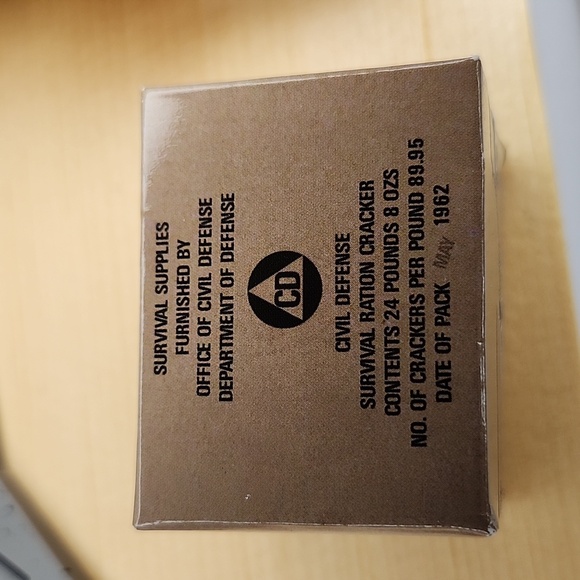 SURVIVAL SUPPLIES
FURNISHED BY
OFFICE OF CIVIL DEFENSE
DEPARTMENT OF DEFENSE
CD
CIVIL DEFENSE
SURVIVAL RATION CRACKER
CONTENTS 24 POUNDS 8 OZS
NO. OF CRACKERS PER POUND 89.95
DATE OF PACK MAY 1962